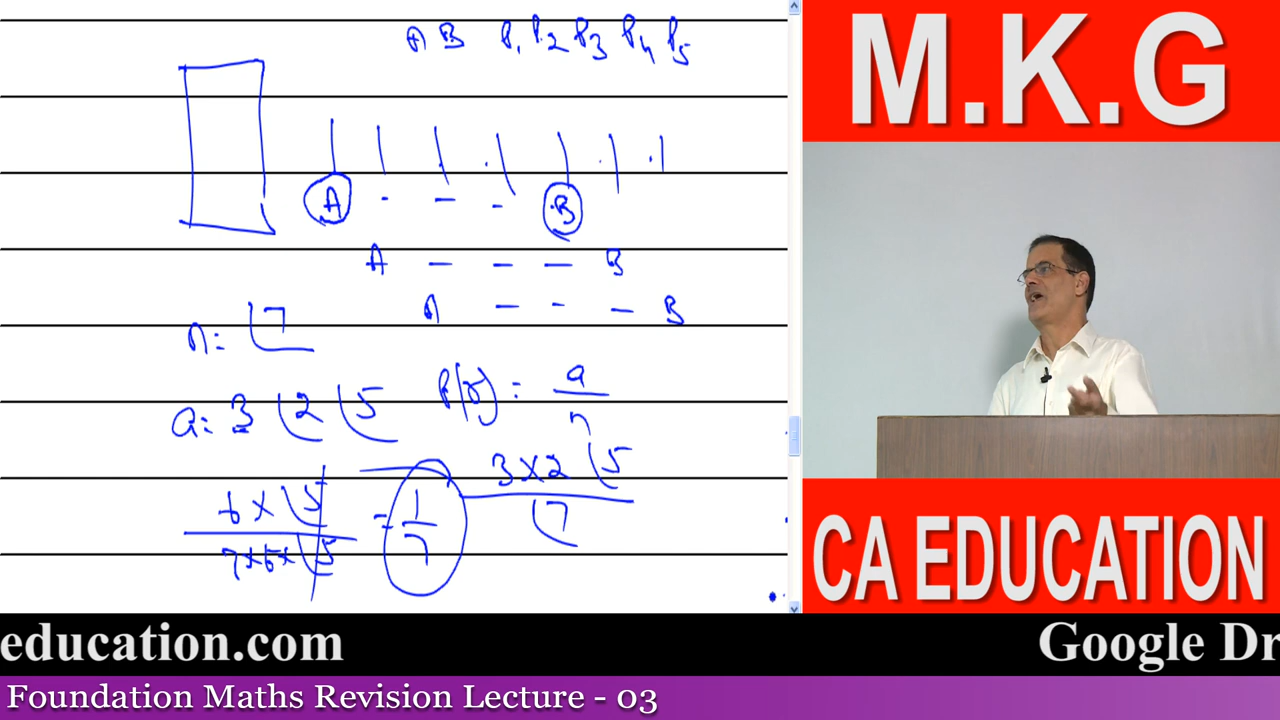 A B P1 P2 P3 P4 P5
A . - - B
A - - - B
A - - - B
n = ⌊7
a = 3 ⌊2 ⌊5
P(x) = a/n
3×2 ⌊5 / ⌊7
6×⌊5 / 7×6×⌊5 = 1/7
M.K.G
CA EDUCATION
education.com
Google Dr
Foundation Maths Revision Lecture - 03